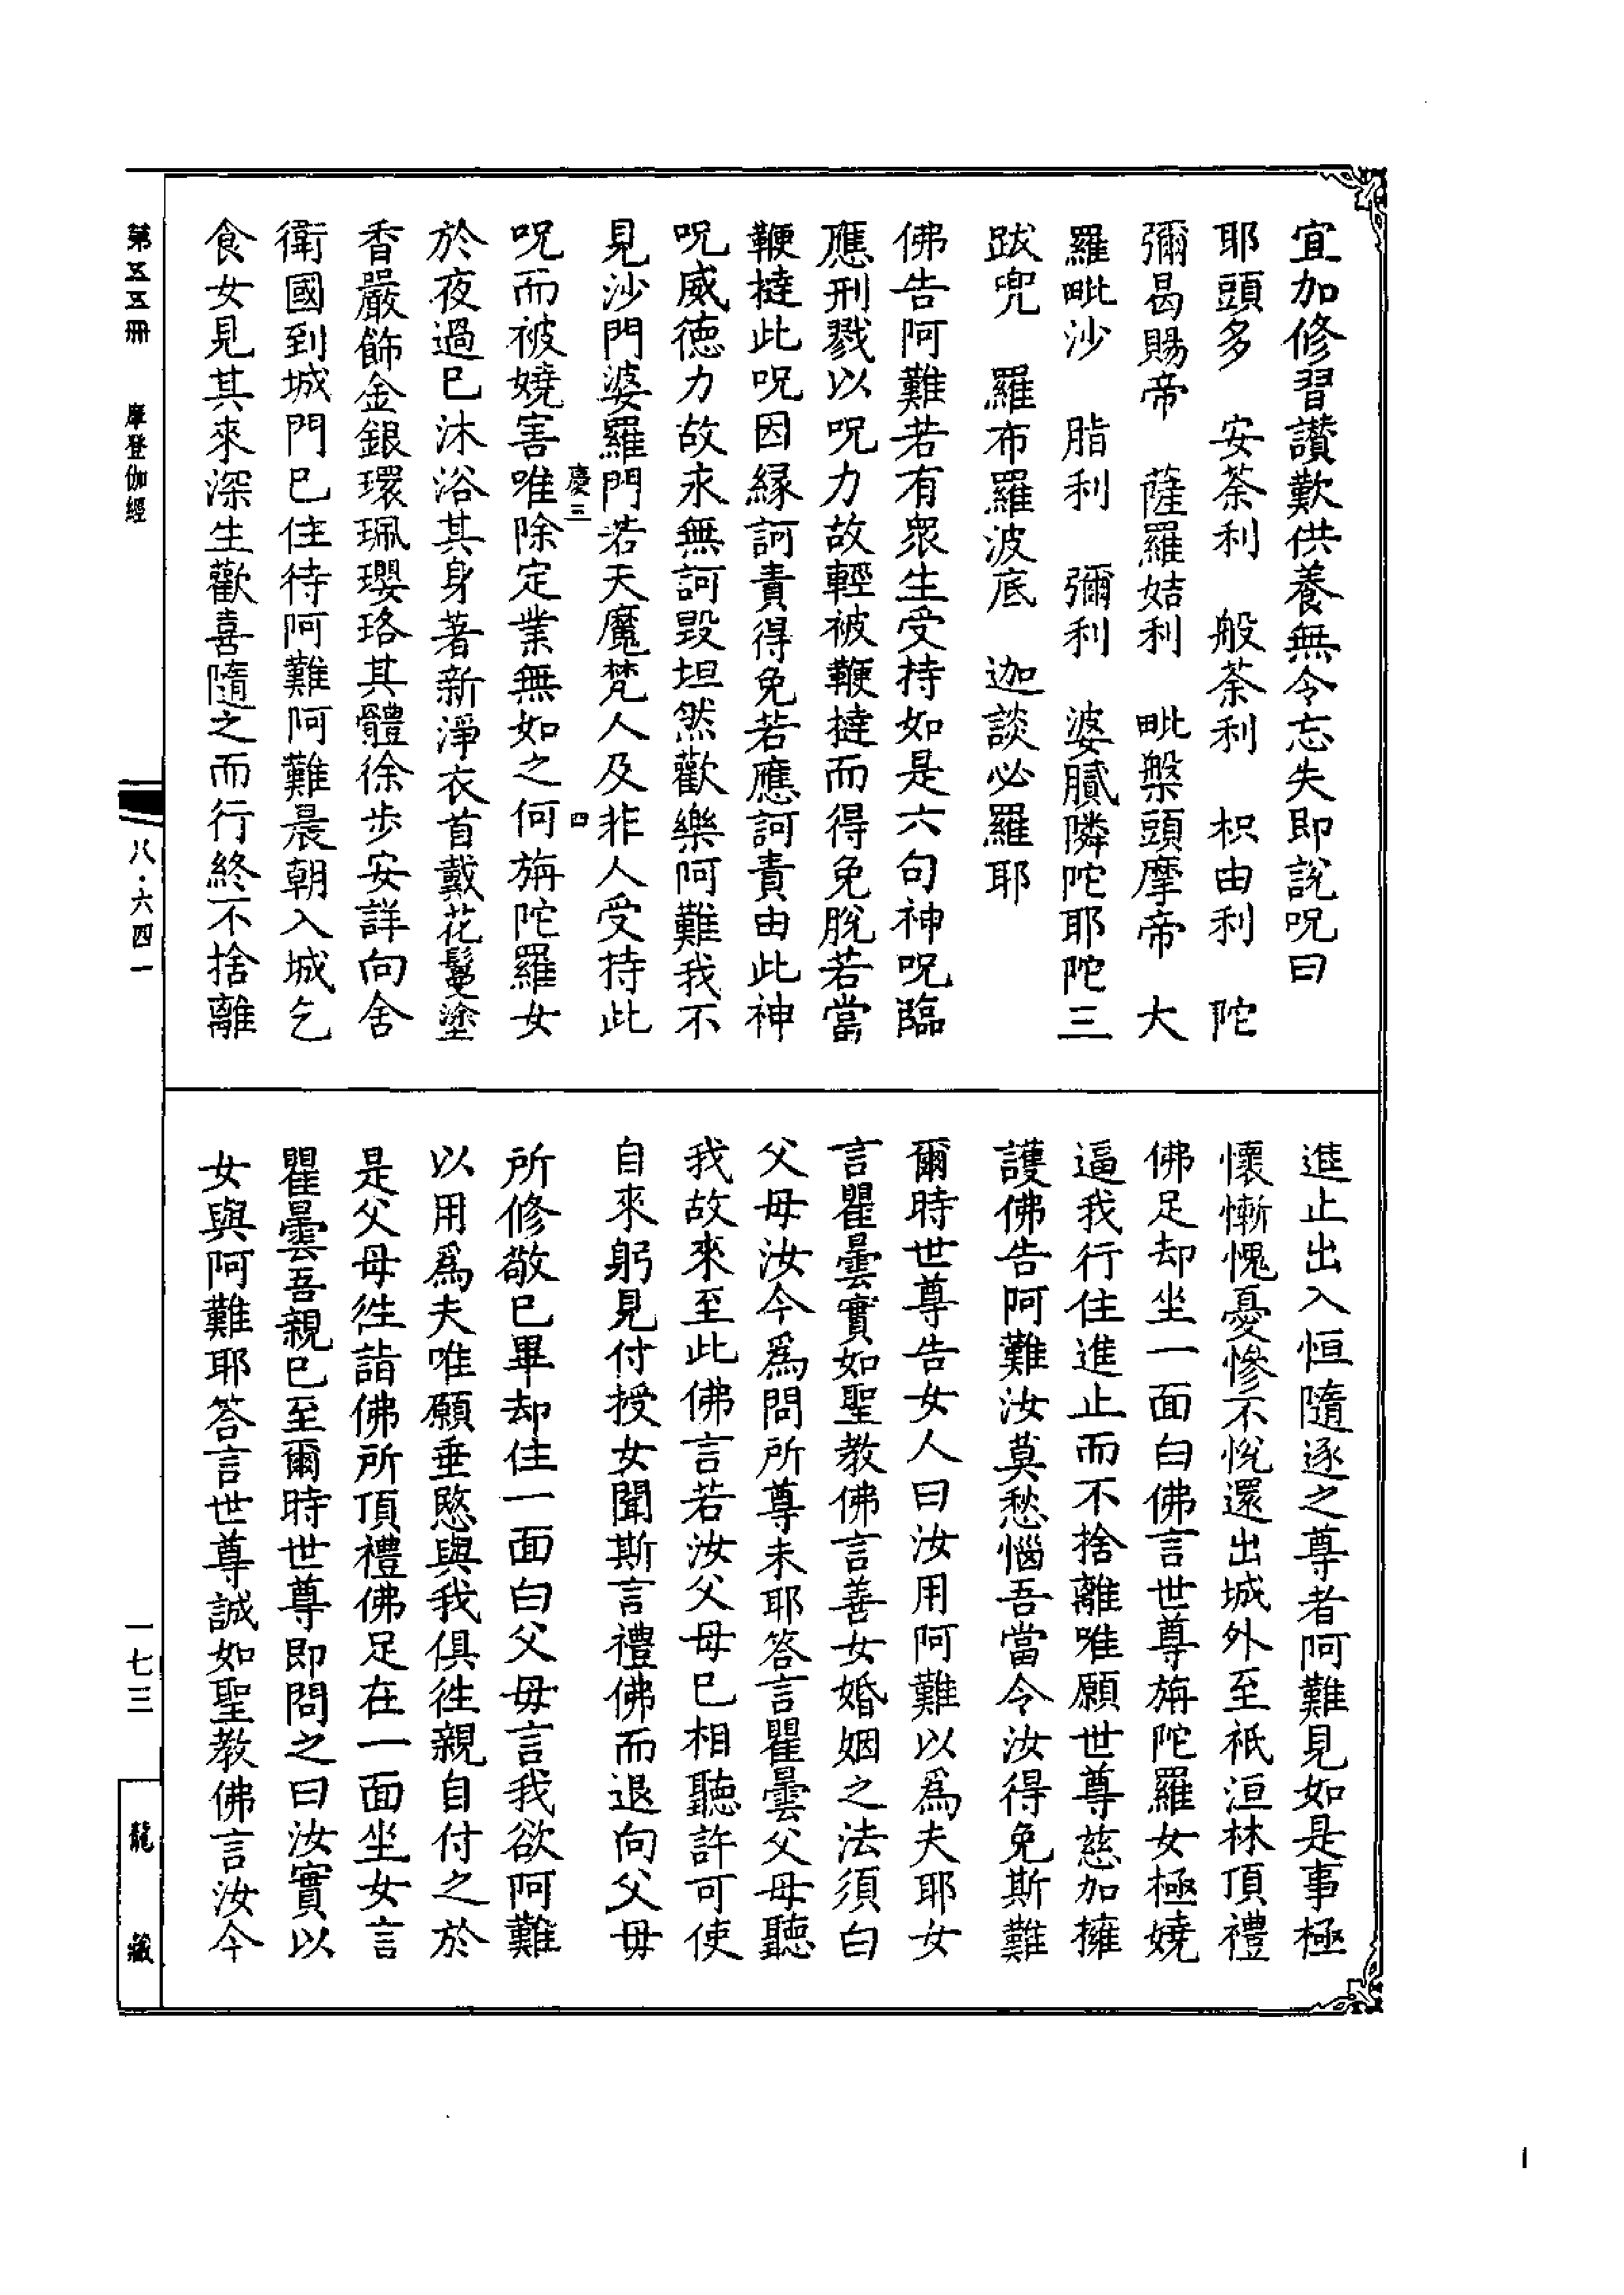 宜加修習讚歎供養無令忘失即說呪曰
耶頭多　安荼利　般荼利　枳由利　陀
彌曷賜帝　薩羅姞利　毗槃頭摩帝　大
羅毗沙　脂利　彌利　婆膩隣陀耶陀三
跋兜　羅布羅波底　迦談必羅耶
佛告阿難若有衆生受持如是六句神呪臨
應刑戮以呪力故輕被鞭撻而得免脫若當
鞭撻此呪因緣訶責得免若應訶責由此神
呪威德力故永無訶毀坦然歡樂阿難我不
見沙門婆羅門若天魔梵人及非人受持此
慶三　四
呪而被嬈害唯除定業無如之何旃陀羅女
於夜過已沐浴其身著新淨衣首戴花鬘塗
香嚴飾金銀環珮瓔珞其體徐步安詳向舍
衛國到城門已住待阿難阿難晨朝入城乞
食女見其來深生歡喜隨之而行終不捨離
進止出入恒隨逐之尊者阿難見如是事極
懷慚愧憂慘不悅還出城外至祇洹林頂禮
佛足却坐一面白佛言世尊旃陀羅女極嬈
逼我行住進止而不捨離唯願世尊慈加擁
護佛告阿難汝莫愁惱吾當令汝得免斯難
爾時世尊告女人曰汝用阿難以爲夫耶女
言瞿曇實如聖教佛言善女婚姻之法須白
父母汝今爲問所尊未耶答言瞿曇父母聽
我故來至此佛言若汝父母已相聽許可使
自來躬見付授女聞斯言禮佛而退向父母
所修敬已畢却住一面白父母言我欲阿難
以用爲夫唯願垂愍與我俱徃親自付之於
是父母徃詣佛所頂禮佛足在一面坐女言
瞿曇吾親已至爾時世尊即問之曰汝實以
女與阿難耶答言世尊誠如聖教佛言汝今
第五五冊　摩登伽經
八·六四一
一七三
龍藏
1